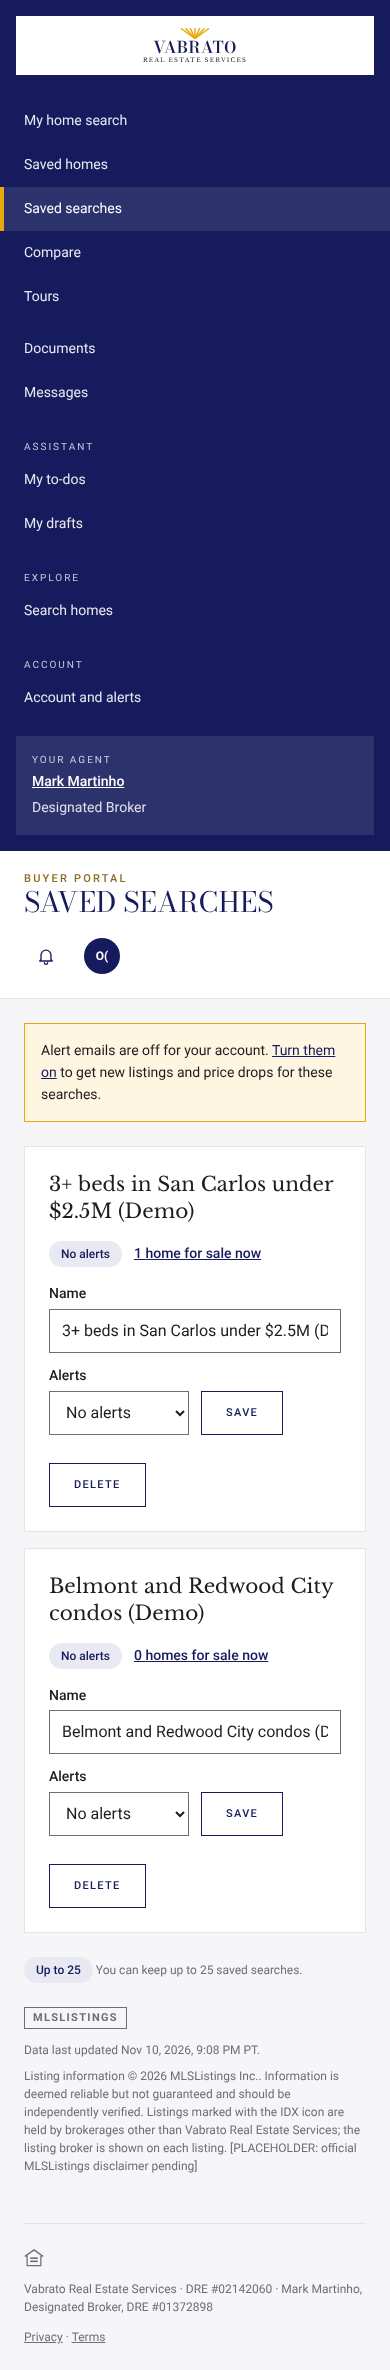 VABRATO
REAL ESTATE SERVICES
My home search
Saved homes
Saved searches
Compare
Tours
Documents
Messages
ASSISTANT
My to-dos
My drafts
EXPLORE
Search homes
ACCOUNT
Account and alerts
YOUR AGENT
Mark Martinho
Designated Broker
BUYER PORTAL
SAVED SEARCHES
O(
Alert emails are off for your account. Turn them
on to get new listings and price drops for these
searches.
3+ beds in San Carlos under
$2.5M (Demo)
No alerts 1 home for sale now
Name
3+ beds in San Carlos under $2.5M (D
Alerts
No alerts SAVE
DELETE
Belmont and Redwood City
condos (Demo)
No alerts 0 homes for sale now
Name
Belmont and Redwood City condos (D
Alerts
No alerts SAVE
DELETE
Up to 25 You can keep up to 25 saved searches.
MLSLISTINGS
Data last updated Nov 10, 2026, 9:08 PM PT.
Listing information © 2026 MLSListings Inc.. Information is
deemed reliable but not guaranteed and should be
independently verified. Listings marked with the IDX icon are
held by brokerages other than Vabrato Real Estate Services; the
listing broker is shown on each listing. [PLACEHOLDER: official
MLSListings disclaimer pending]
Vabrato Real Estate Services · DRE #02142060 · Mark Martinho,
Designated Broker, DRE #01372898
Privacy · Terms